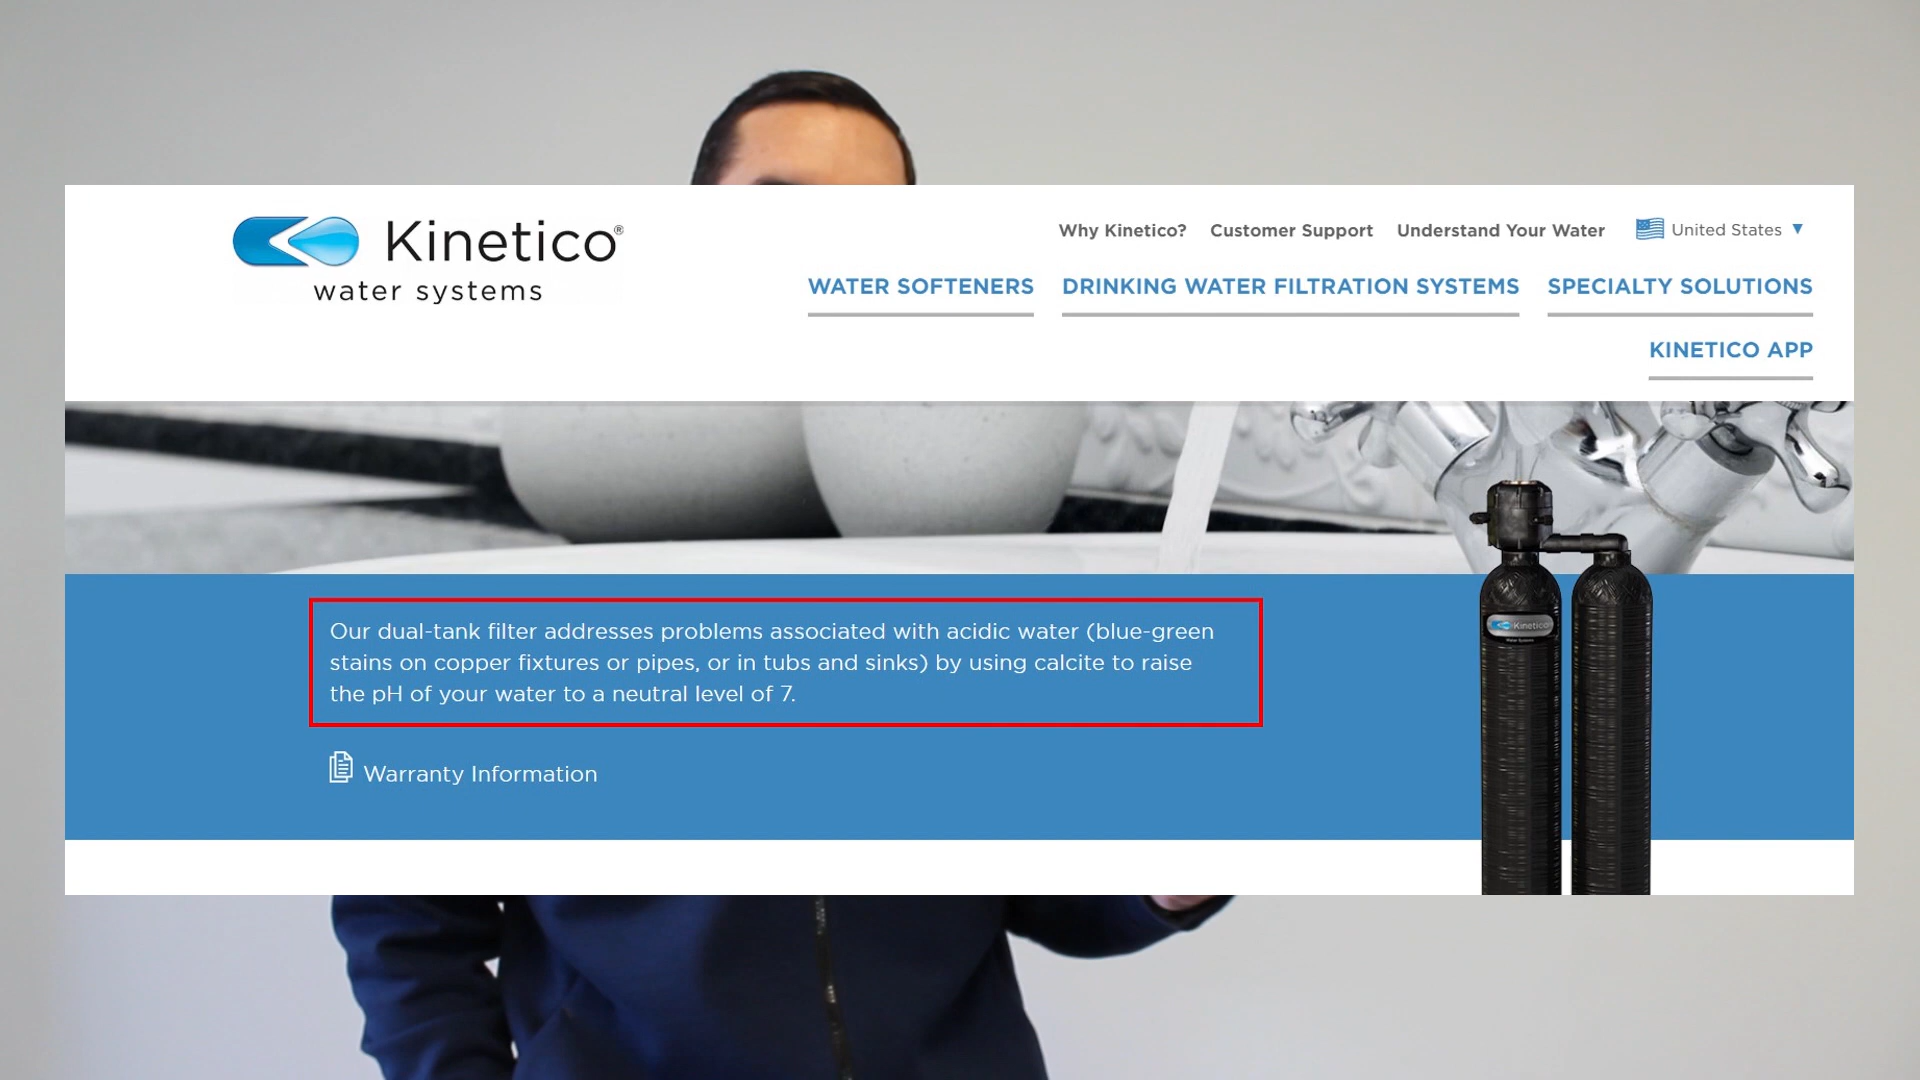 Kinetico®
water systems
Why Kinetico? Customer Support Understand Your Water United States ▼
WATER SOFTENERS DRINKING WATER FILTRATION SYSTEMS SPECIALTY SOLUTIONS
KINETICO APP
Our dual-tank filter addresses problems associated with acidic water (blue-green
stains on copper fixtures or pipes, or in tubs and sinks) by using calcite to raise
the pH of your water to a neutral level of 7.
Warranty Information
Kinetico